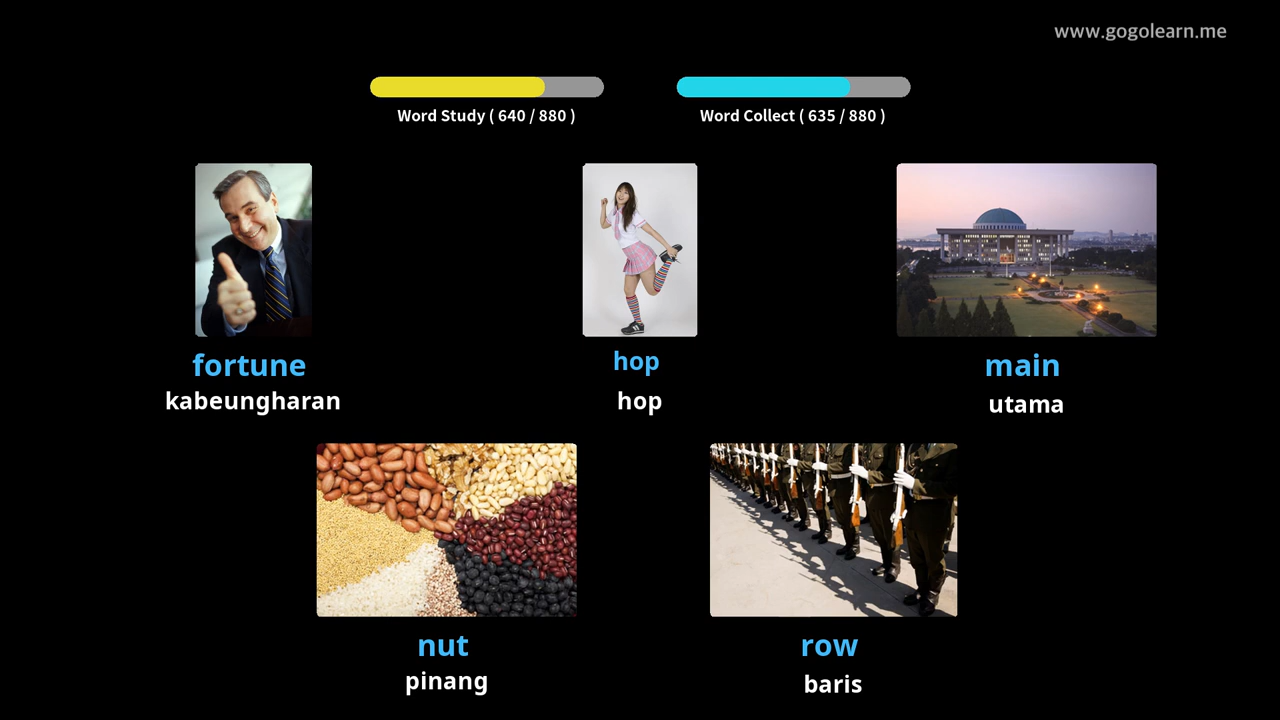 www.gogolearn.me
Word Study ( 640 / 880 )
Word Collect ( 635 / 880 )
fortune
kabeungharan
hop
hop
main
utama
nut
pinang
row
baris